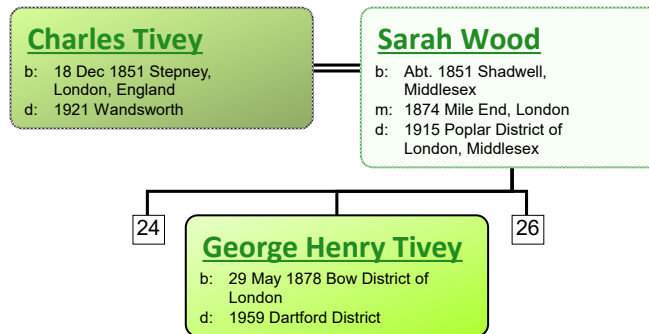 Charles Tivey
b: 18 Dec 1851 Stepney,
London, England
d: 1921 Wandsworth
Sarah Wood
b: Abt. 1851 Shadwell,
Middlesex
m: 1874 Mile End, London
d: 1915 Poplar District of
London, Middlesex
24
George Henry Tivey
b: 29 May 1878 Bow District of
London
d: 1959 Dartford District
26